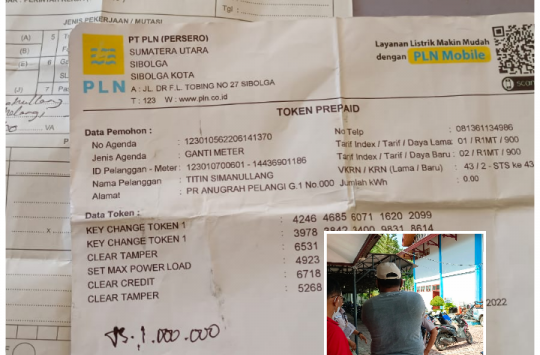 JENIS PEKERJAAN / MUTASI
PT PLN (PERSERO)
SUMATERA UTARA
SIBOLGA
SIBOLGA KOTA
A : JL. DR F.L. TOBING NO 27 SIBOLGA
T : 123 W : www.pln.co.id
PLN
Layanan Listrik Makin Mudah
dengan PLN Mobile
TOKEN PREPAID
Data Pemohon :
No Agenda : 123010562206141370
Jenis Agenda : GANTI METER
ID Pelanggan - Meter : 123010700601 - 14436901186
Nama Pelanggan : TITIN SIMANULLANG
Alamat : PR ANUGRAH PELANGI G.1 No.000
No Telp : 081361134986
Tarif Index / Tarif / Daya Lama : 01 / R1MT / 900
Tarif Index / Tarif / Daya Baru : 02 / R1MT / 900
VKRN / KRN (Lama / Baru) : 43 / 2 - STS ke 43
Jumlah kWh : 0.00
Data Token :
KEY CHANGE TOKEN 1 : 4246 4685 6071 1620 2099
KEY CHANGE TOKEN 1 : 3978 3842 3400 9831 8614
CLEAR TAMPER : 6531
SET MAX POWER LOAD : 4923
CLEAR CREDIT : 6718
CLEAR TAMPER : 5268
2022
Rp. 1.000.000